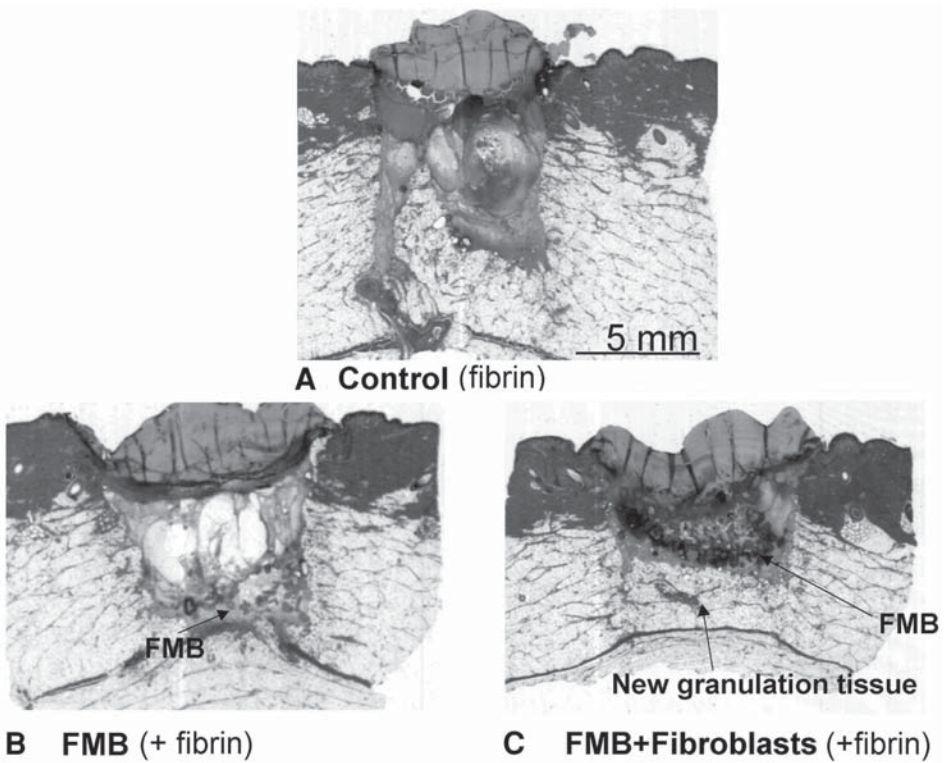 5 mm
A Control (fibrin)
FMB
FMB
New granulation tissue
B FMB (+ fibrin)
C FMB+Fibroblasts (+fibrin)